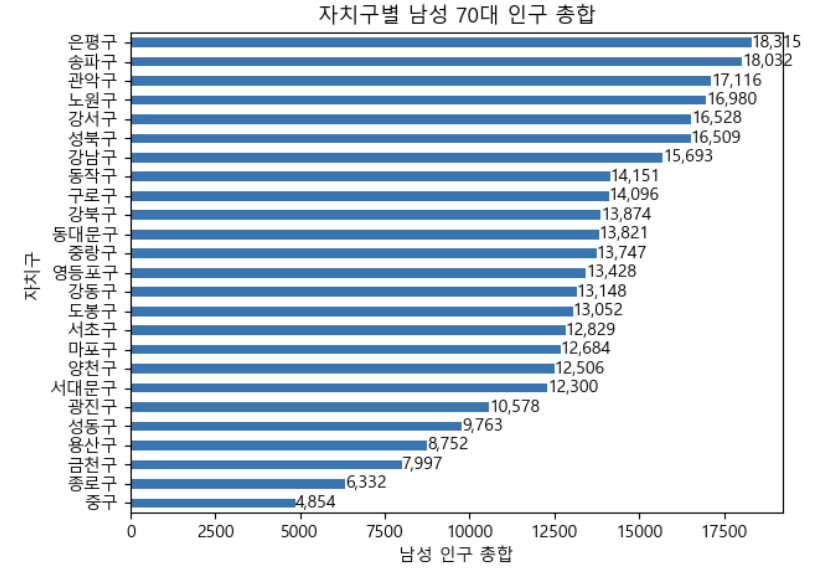 자치구별 남성 70대 인구 총합
자치구
은평구 18,315
송파구 18,032
관악구 17,116
노원구 16,980
강서구 16,528
성북구 16,509
강남구 15,693
동작구 14,151
구로구 14,096
강북구 13,874
동대문구 13,821
중랑구 13,747
영등포구 13,428
강동구 13,148
도봉구 13,052
서초구 12,829
마포구 12,684
양천구 12,506
서대문구 12,300
광진구 10,578
성동구 9,763
용산구 8,752
금천구 7,997
종로구 6,332
중구 4,854
0 2500 5000 7500 10000 12500 15000 17500
남성 인구 총합